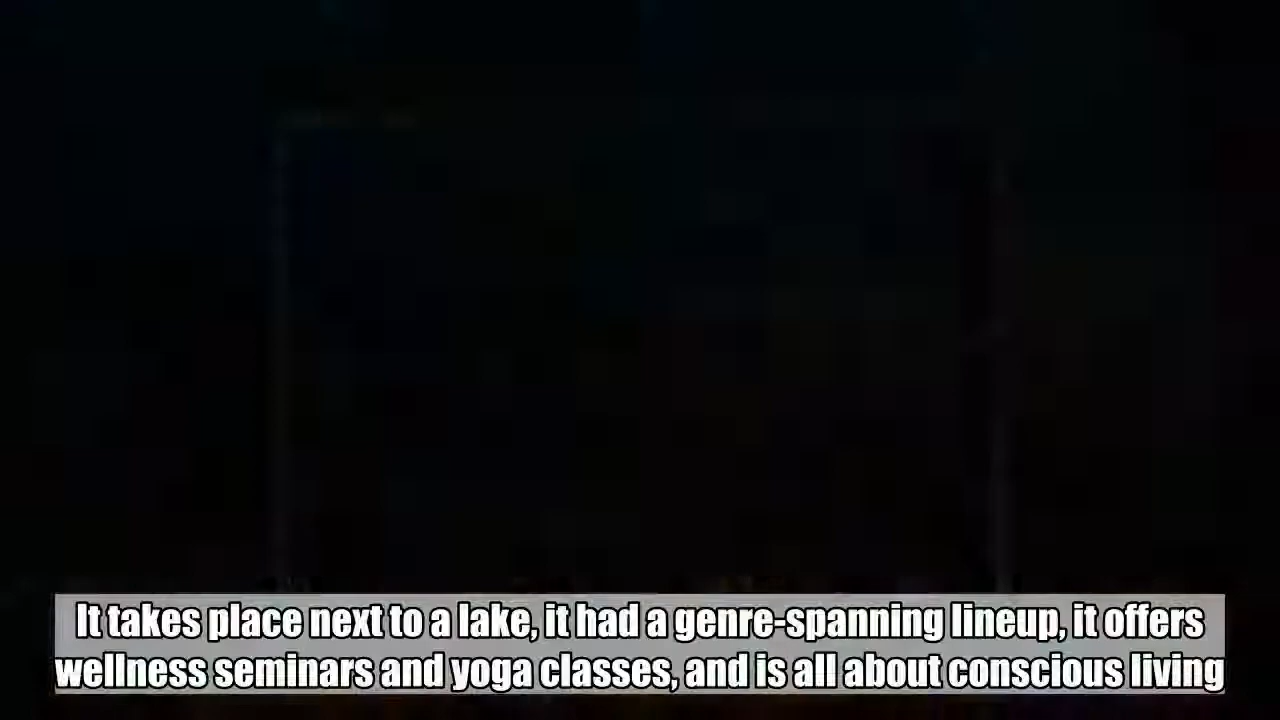 It takes place next to a lake, it had a genre-spanning lineup, it offers
wellness seminars and yoga classes, and is all about conscious living